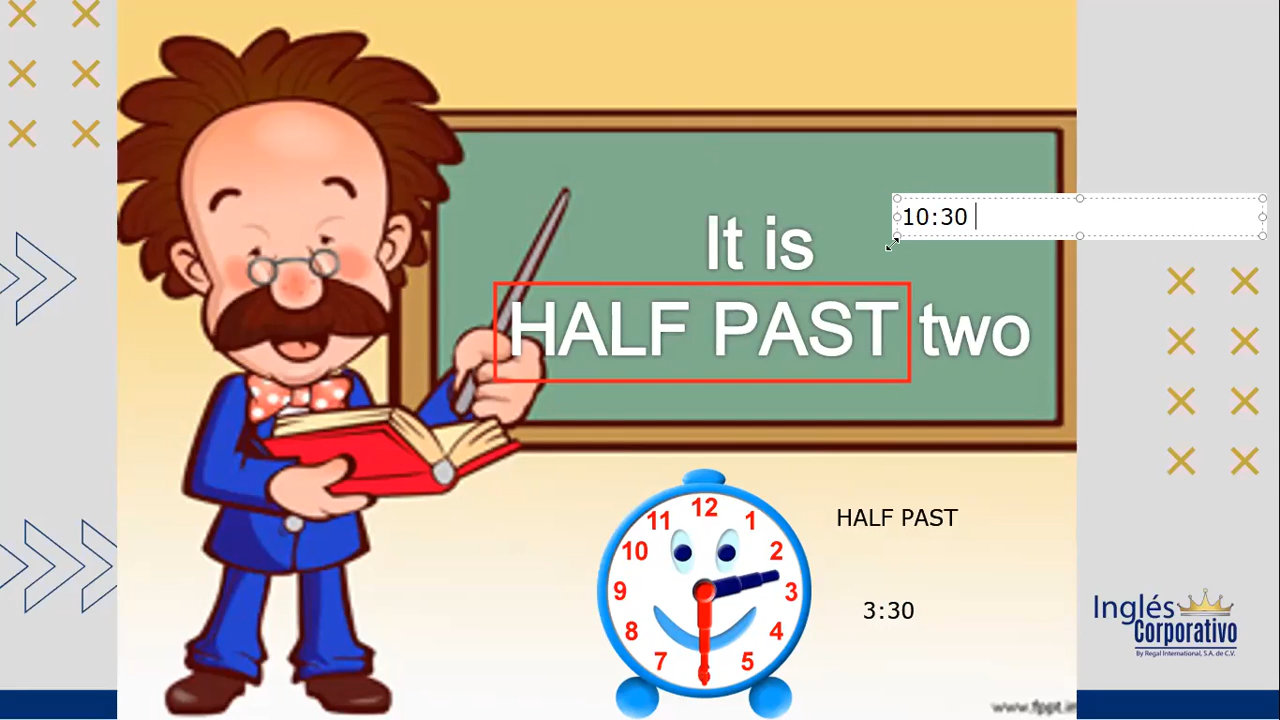 10:30
It is
HALF PAST two
HALF PAST
3:30
12
11
1
10
2
9
3
8
4
7
5
6
Inglés
Corporativo
By Regal International, S.A. de C.V.
www.fppt.in